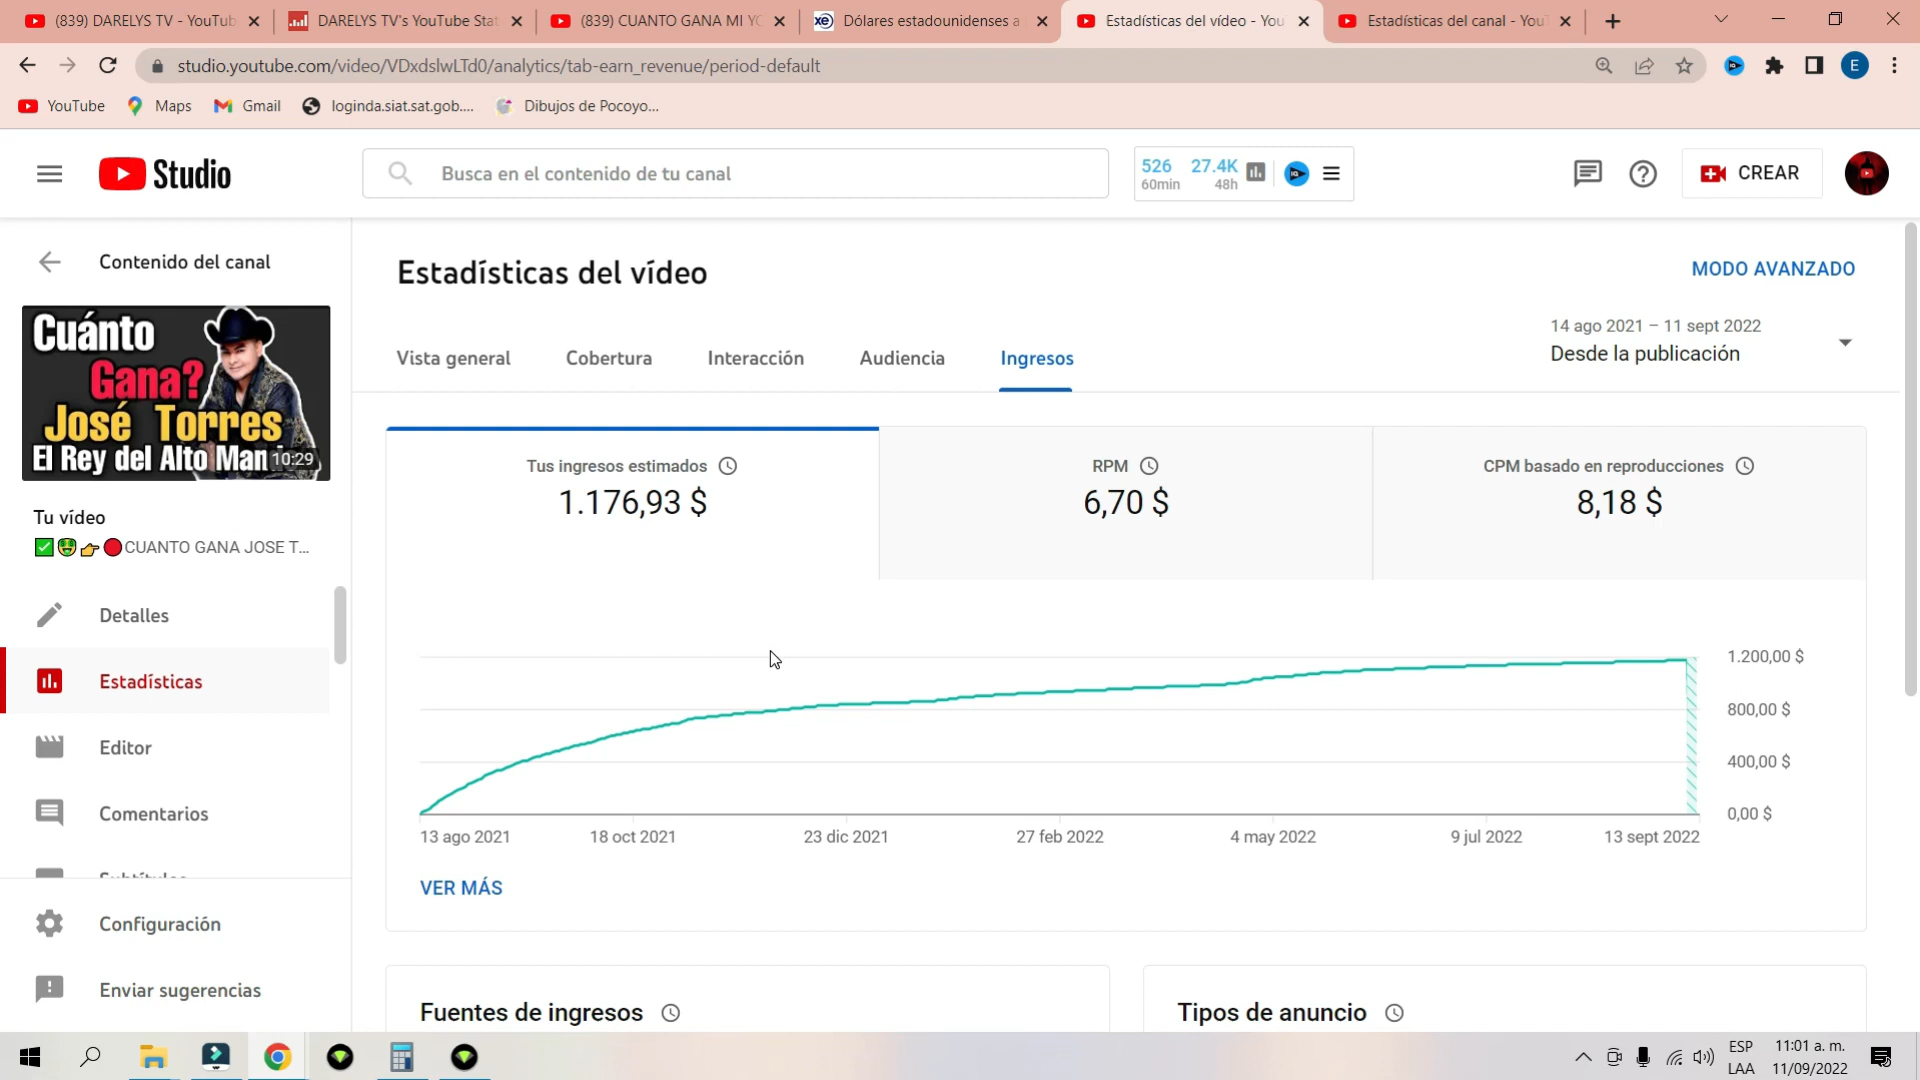 (839) DARELYS TV - YouTub
DARELYS TV's YouTube Stat
(839) CUANTO GANA MI YO
Dólares estadounidenses a
Estadísticas del vídeo - You
Estadísticas del canal - YouT
studio.youtube.com/video/VDxdslwLTd0/analytics/tab-earn_revenue/period-default
E
YouTube
Maps
Gmail
loginda.siat.sat.gob....
Dibujos de Pocoyo...
Studio
Busca en el contenido de tu canal
526
60min
27.4K
48h
CREAR
Contenido del canal
Cuánto
Gana?
José Torres
El Rey del Alto Man
10:29
Tu vídeo
CUANTO GANA JOSE T...
Detalles
Estadísticas
Editor
Comentarios
Subtítulos
Configuración
Enviar sugerencias
Estadísticas del vídeo
MODO AVANZADO
Vista general
Cobertura
Interacción
Audiencia
Ingresos
14 ago 2021 – 11 sept 2022
Desde la publicación
Tus ingresos estimados
1.176,93 $
RPM
6,70 $
CPM basado en reproducciones
8,18 $
1.200,00 $
800,00 $
400,00 $
0,00 $
13 ago 2021
18 oct 2021
23 dic 2021
27 feb 2022
4 may 2022
9 jul 2022
13 sept 2022
VER MÁS
Fuentes de ingresos
Tipos de anuncio
ESP
LAA
11:01 a. m.
11/09/2022